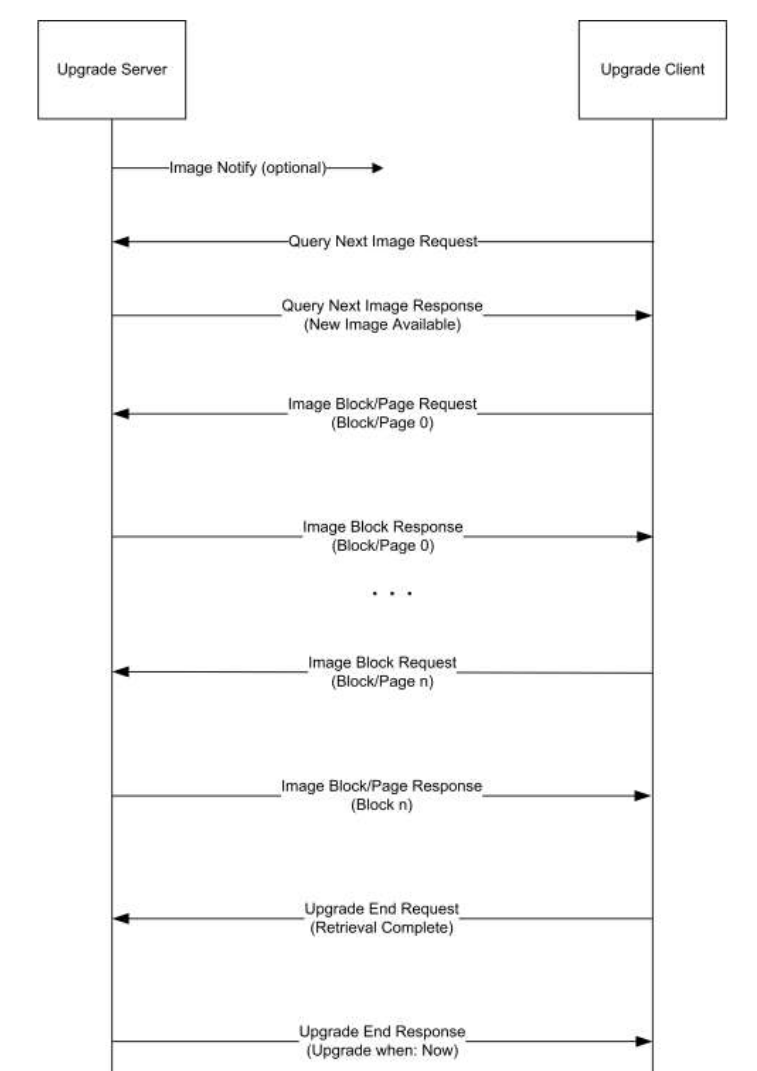 Upgrade Server
Upgrade Client
Image Notify (optional)
Query Next Image Request
Query Next Image Response
(New Image Available)
Image Block/Page Request
(Block/Page 0)
Image Block Response
(Block/Page 0)
. . .
Image Block Request
(Block/Page n)
Image Block/Page Response
(Block n)
Upgrade End Request
(Retrieval Complete)
Upgrade End Response
(Upgrade when: Now)